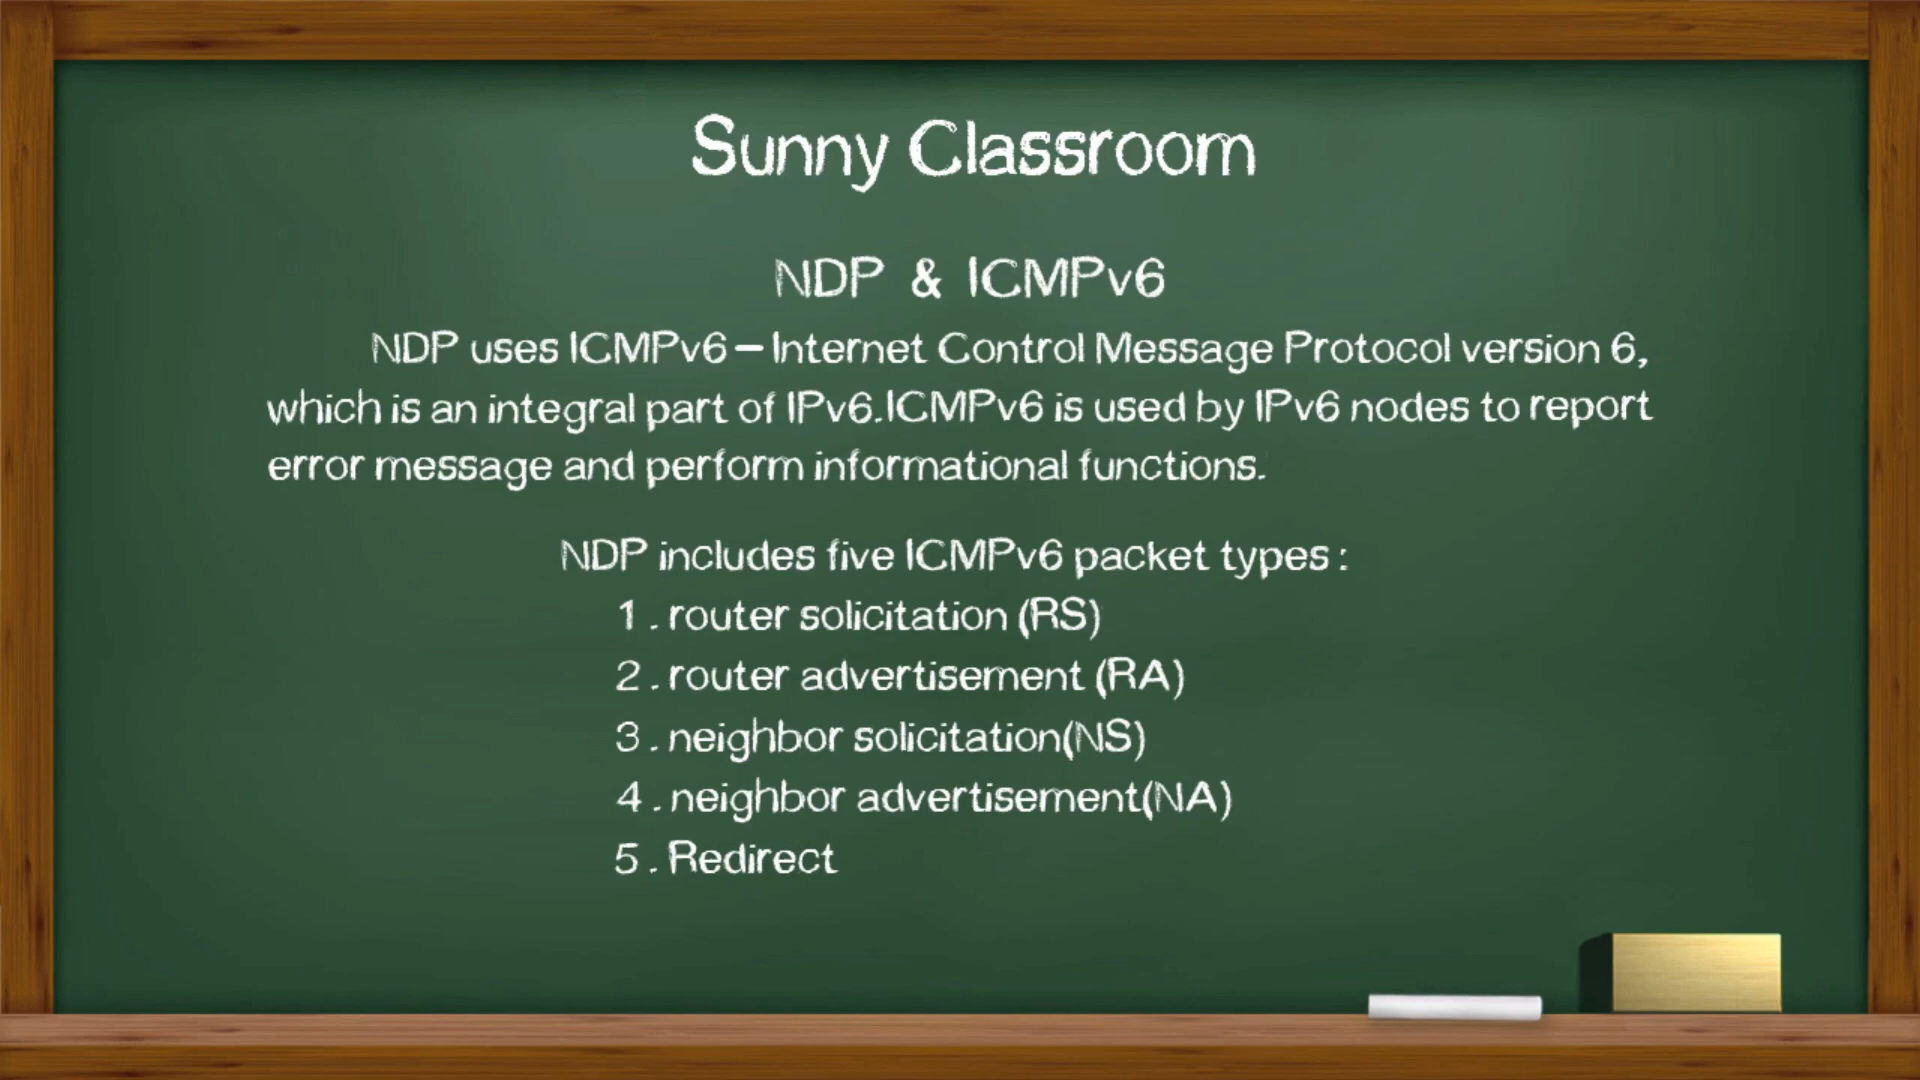 Sunny Classroom
NDP & ICMPv6
NDP uses ICMPv6 – Internet Control Message Protocol version 6,
which is an integral part of IPv6.ICMPv6 is used by IPv6 nodes to report
error message and perform informational functions.
NDP includes five ICMPv6 packet types :
1 . router solicitation (RS)
2 . router advertisement (RA)
3 . neighbor solicitation(NS)
4 . neighbor advertisement(NA)
5 . Redirect